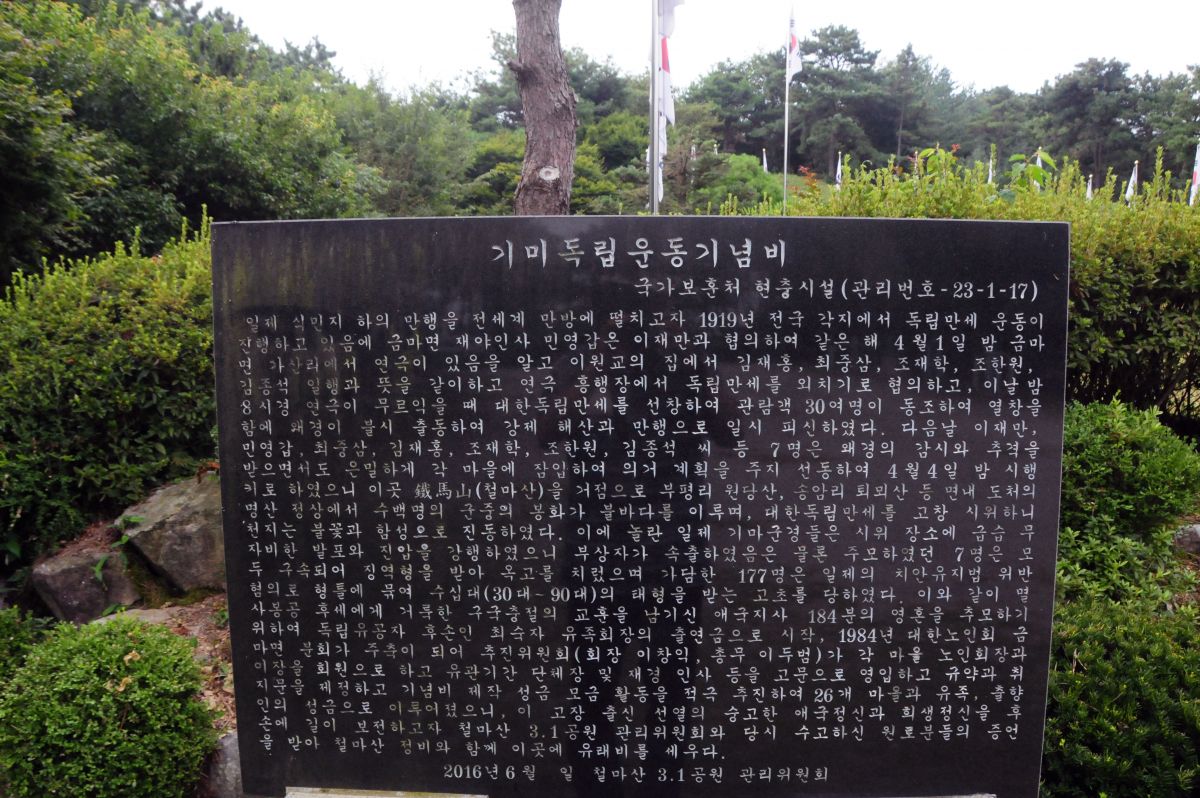 기미독립운동기념비
국가보훈처 현충시설(관리번호-23-1-17)
일제 식민지 하의 만행을 전세계 만방에 떨치고자 1919년 전국 각지에서 독립만세 운동이
진행하고 있음에 금마면 재야인사 민영갑은 이재만과 협의하여 같은 해 4월 1일 밤 금마
면 가산리에서 연극이 있음을 알고 이원교의 집에서 김재홍, 최중삼, 조재학, 조한원,
김종석 일행과 뜻을 같이하고 연극 흥행장에서 독립만세를 외치기로 협의하고, 이날 밤
8시경 연극이 무르익을 때 대한독립만세를 선창하여 관람객 30여명이 동조하여 열창을
함에 왜경이 불시 출동하여 강제 해산과 만행으로 일시 피신하였다. 다음날 이재만,
민영갑, 최중삼, 김재홍, 조재학, 조한원, 김종석 씨 등 7명은 왜경의 감시와 추격을
받으면서도 은밀하게 각 마을에 잠입하여 의거 계획을 주지 선동하여 4월 4일 밤 시행
키로 하였으니 이곳 鐵馬山(철마산)을 거점으로 부평리 원당산, 송암리 퇴뫼산 등 면내 도처의
명산 정상에서 수백명의 군중의 봉화가 불바다를 이루며, 대한독립만세를 고창 시위하니
천지는 불꽃과 함성으로 진동하였다. 이에 놀란 일제 기마군경들은 시위 장소에 급습 무
자비한 발포와 진압을 강행하였으니 부상자가 속출하였음은 물론 주모하였던 7명은 모
두 구속되어 징역형을 받아 옥고를 치렀으며 가담한 177명은 일제의 치안유지법 위반
혐의로 형틀에 묶여 수십대(30대~90대)의 태형을 받는 고초를 당하였다. 이와 같이 멸
사봉공 후세에게 거룩한 구국충절의 교훈을 남기신 애국지사 184분의 영혼을 추모하기
위하여 독립유공자 후손인 최숙자 유족회장의 출연금으로 시작, 1984년 대한노인회 금
마면 분회가 주축이 되어 추진위원회(회장 이창익, 총무 이두범)가 각 마을 노인회장과
이장을 회원으로 하고 유관기관 단체장 및 재경 인사 등을 고문으로 영입하고 규약과 취
지문을 제정하고 기념비 제작 성금 모금 활동을 적극 추진하여 26개 마을과 유족, 출향
인의 성금으로 이루어졌으니, 이 고장 출신 선열의 숭고한 애국정신과 희생정신을 후
손에 길이 보전하고자 철마산 3.1공원 관리위원회와 당시 수고하신 원로분들의 증언
을 받아 철마산 정비와 함께 이곳에 유래비를 세우다.
2016년 6월 일 철마산 3.1공원 관리위원회